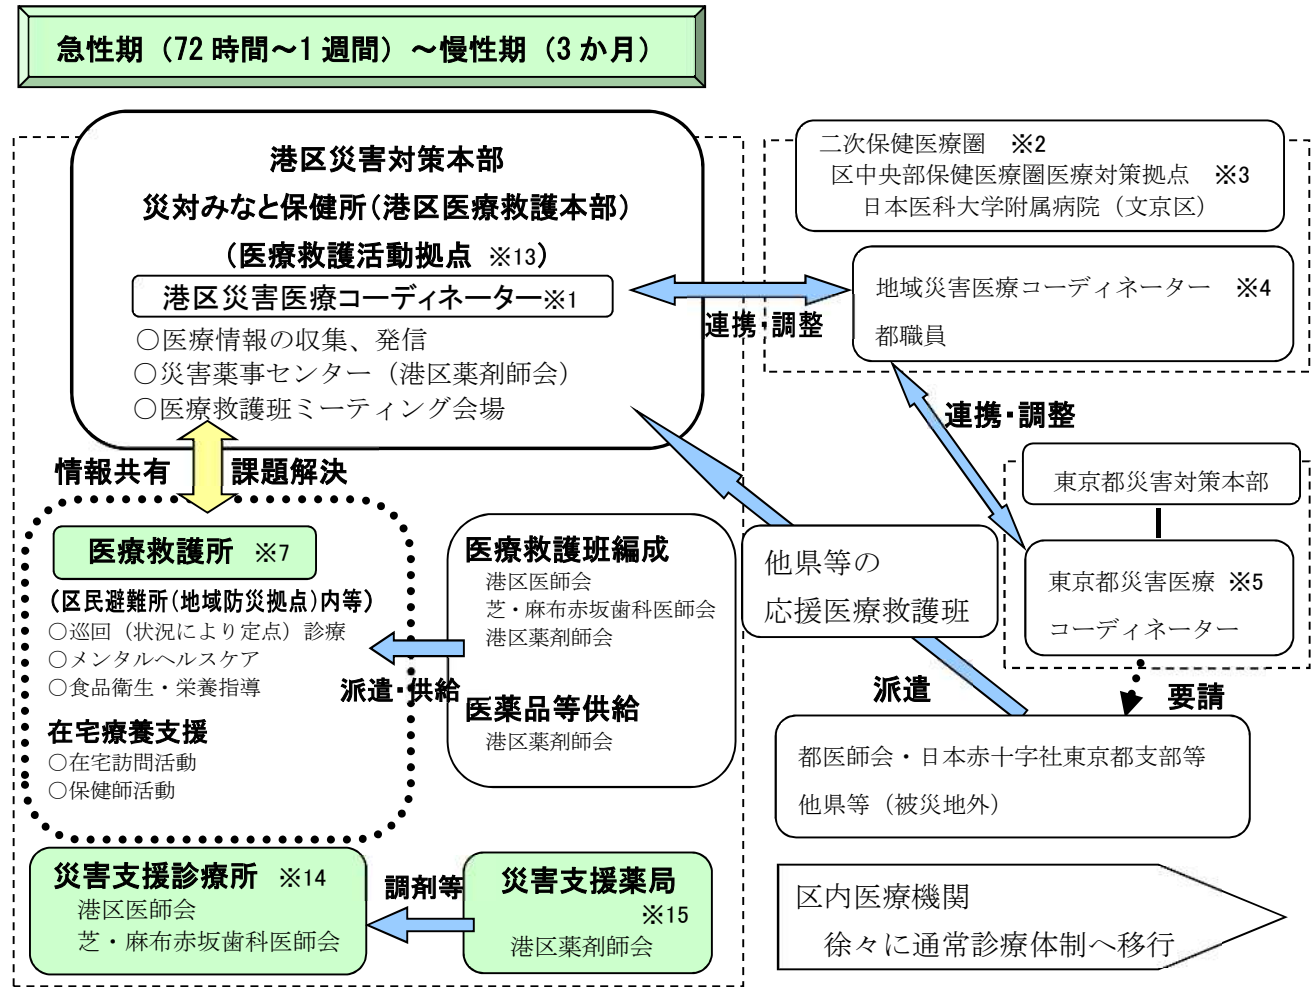 急性期（72時間～1週間）～慢性期（3か月）
港区災害対策本部
災対みなと保健所（港区医療救護本部）
（医療救護活動拠点 ※13）
港区災害医療コーディネーター※1
○医療情報の収集、発信
○災害薬事センター（港区薬剤師会）
○医療救護班ミーティング会場
二次保健医療圏 ※2
区中央部保健医療圏医療対策拠点 ※3
日本医科大学附属病院（文京区）
地域災害医療コーディネーター ※4
都職員
連携・調整
連携・調整
東京都災害対策本部
東京都災害医療 ※5
コーディネーター
要請
都医師会・日本赤十字社東京都支部等
他県等（被災地外）
派遣
他県等の
応援医療救護班
情報共有 課題解決
医療救護所 ※7
（区民避難所（地域防災拠点）内等）
○巡回（状況により定点）診療
○メンタルヘルスケア
○食品衛生・栄養指導
在宅療養支援
○在宅訪問活動
○保健師活動
派遣・供給
医療救護班編成
港区医師会
芝・麻布赤坂歯科医師会
港区薬剤師会
医薬品等供給
港区薬剤師会
災害支援診療所 ※14
港区医師会
芝・麻布赤坂歯科医師会
調剤等
災害支援薬局
※15
港区薬剤師会
区内医療機関
徐々に通常診療体制へ移行